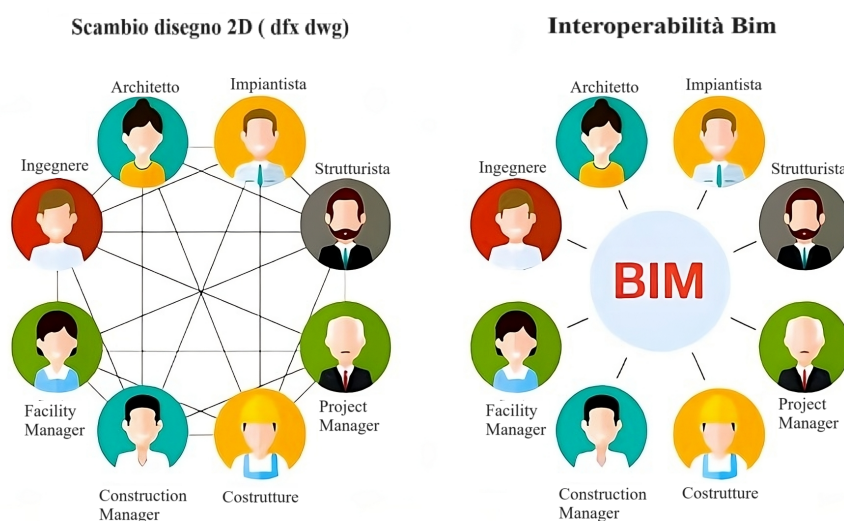 Scambio disegno 2D ( dfx dwg)
Architetto
Impiantista
Ingegnere
Strutturista
Facility
Manager
Project
Manager
Construction
Manager
Costrutture
Interoperabilità Bim
Architetto
Impiantista
Ingegnere
Strutturista
BIM
Facility
Manager
Project
Manager
Construction
Manager
Costrutture